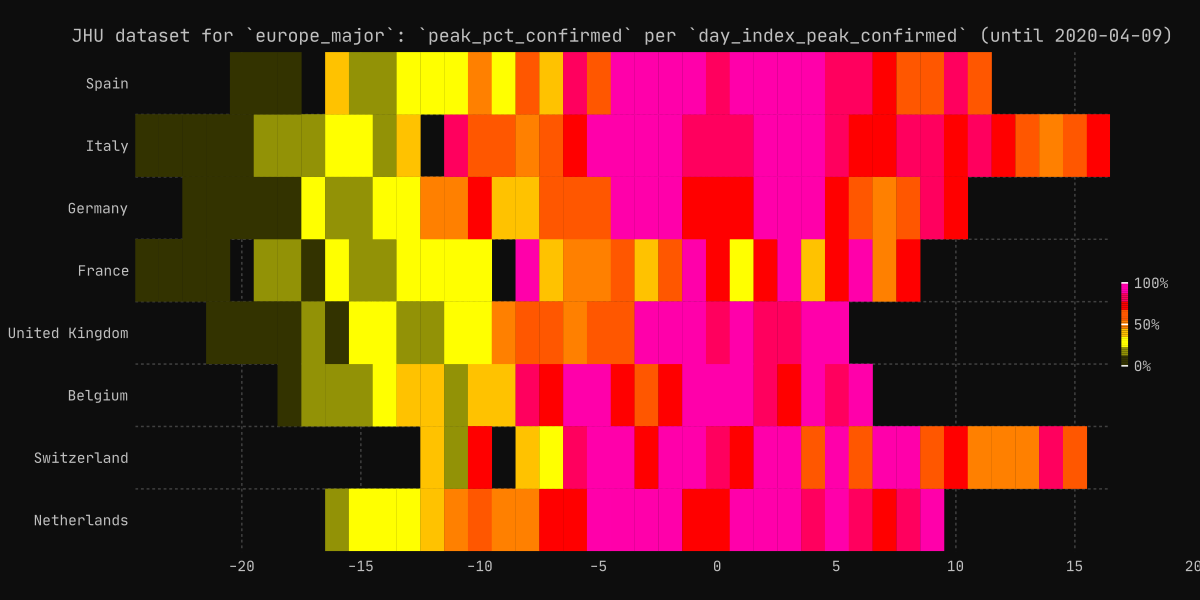 JHU dataset for `europe_major`: `peak_pct_confirmed` per `day_index_peak_confirmed` (until 2020-04-09)
Spain
Italy
Germany
France
United Kingdom
Belgium
Switzerland
Netherlands
100%
50%
0%
−20 −15 −10 −5 0 5 10 15 20